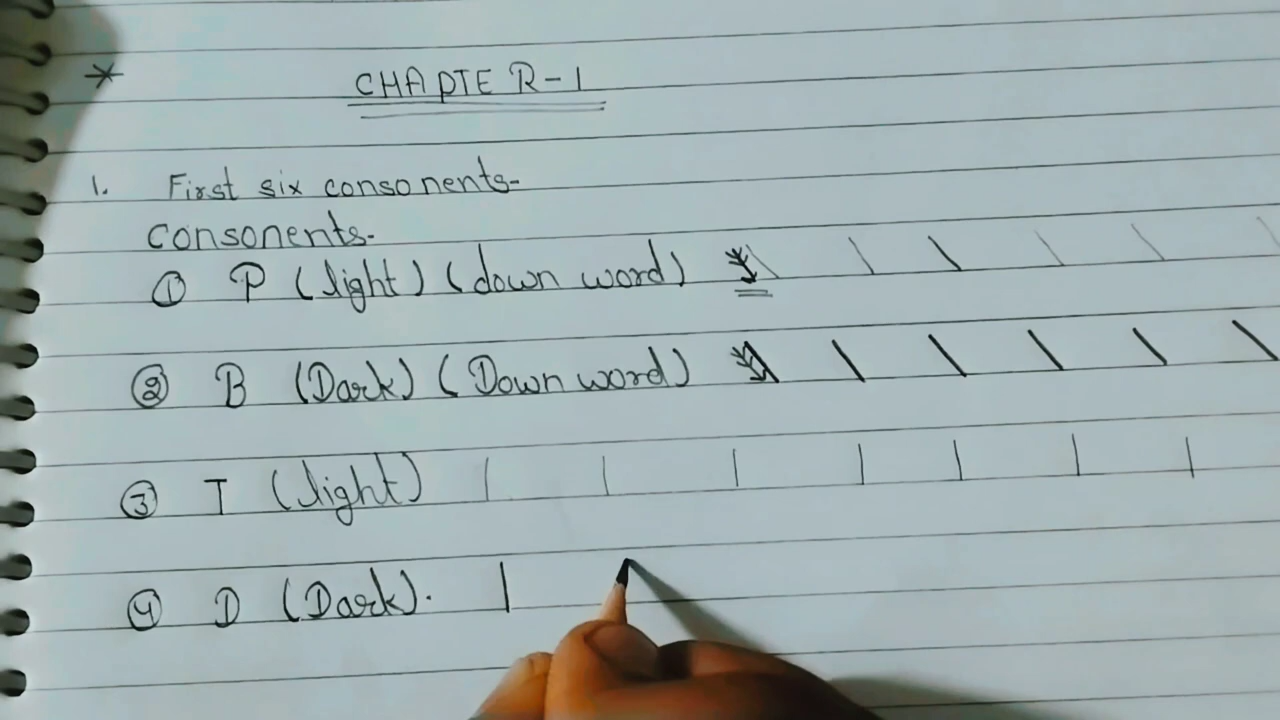 * CHAPTER-1
1. First six consonents-
Consonents-
① P (light) (down word)
② B (Dark) (Down word)
③ T (light)
④ D (Dark).